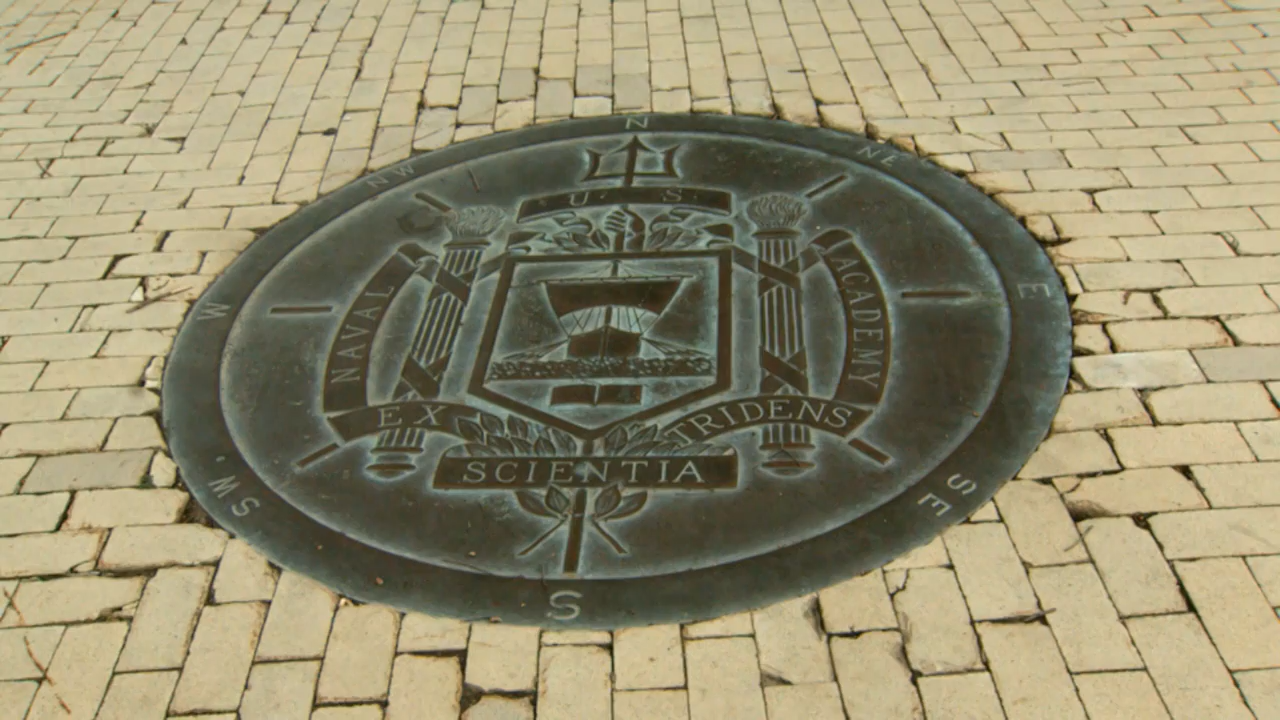 N
NW
NE
U S
NAVAL
ACADEMY
W
E
EX
TRIDENS
SCIENTIA
SW
SE
S